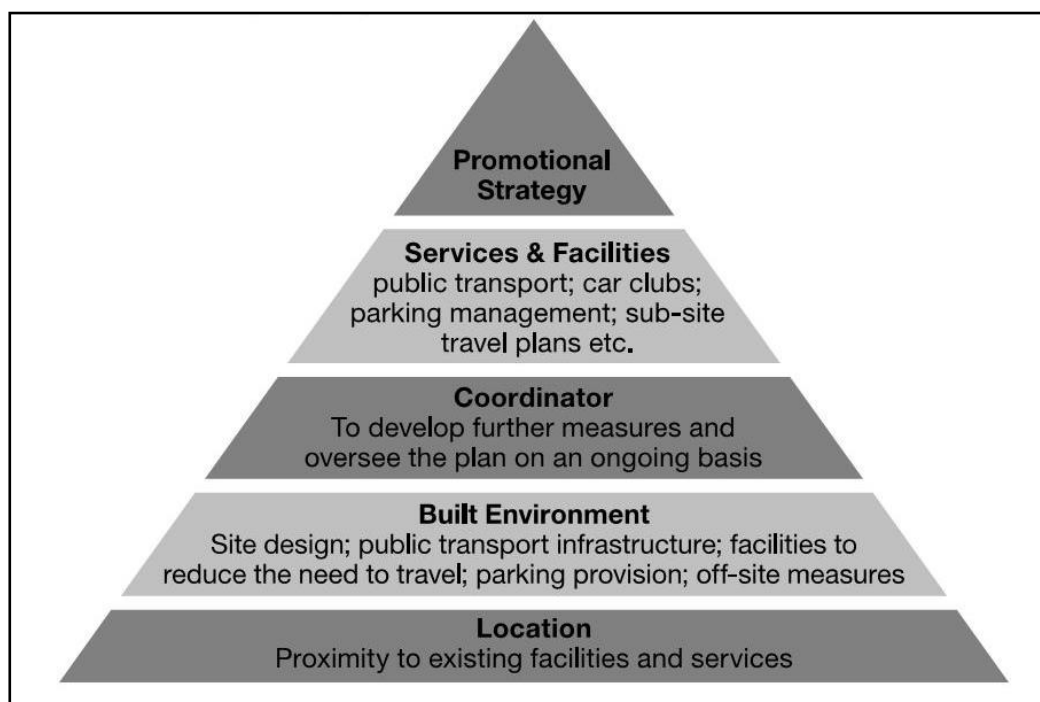 Promotional
Strategy
Services & Facilities
public transport; car clubs;
parking management; sub-site
travel plans etc.
Coordinator
To develop further measures and
oversee the plan on an ongoing basis
Built Environment
Site design; public transport infrastructure; facilities to
reduce the need to travel; parking provision; off-site measures
Location
Proximity to existing facilities and services